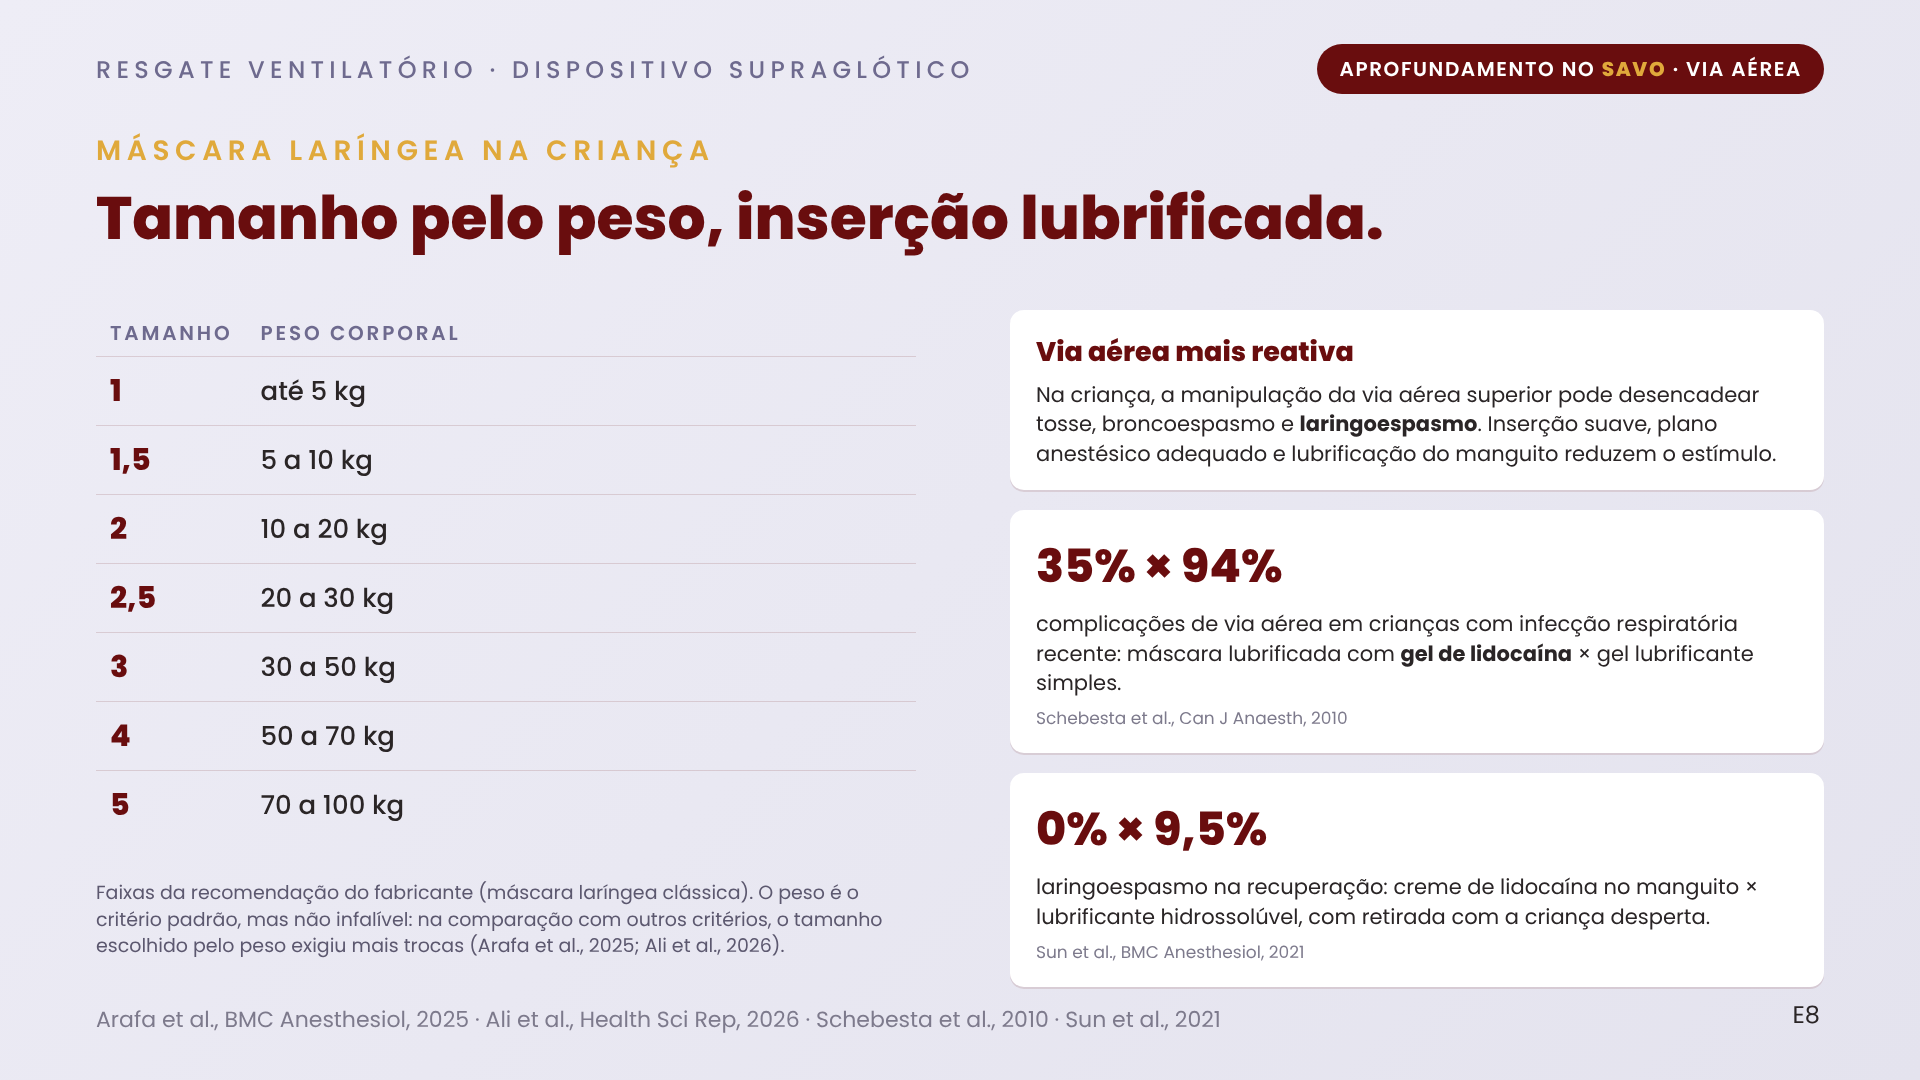 RESGATE VENTILATÓRIO · DISPOSITIVO SUPRAGLÓTICO
APROFUNDAMENTO NO SAVO · VIA AÉREA
MÁSCARA LARÍNGEA NA CRIANÇA
Tamanho pelo peso, inserção lubrificada.
TAMANHO PESO CORPORAL
1 até 5 kg
1,5 5 a 10 kg
2 10 a 20 kg
2,5 20 a 30 kg
3 30 a 50 kg
4 50 a 70 kg
5 70 a 100 kg
Faixas da recomendação do fabricante (máscara laríngea clássica). O peso é o
critério padrão, mas não infalível: na comparação com outros critérios, o tamanho
escolhido pelo peso exigiu mais trocas (Arafa et al., 2025; Ali et al., 2026).
Via aérea mais reativa
Na criança, a manipulação da via aérea superior pode desencadear
tosse, broncoespasmo e laringoespasmo. Inserção suave, plano
anestésico adequado e lubrificação do manguito reduzem o estímulo.
35% × 94%
complicações de via aérea em crianças com infecção respiratória
recente: máscara lubrificada com gel de lidocaína × gel lubrificante
simples.
Schebesta et al., Can J Anaesth, 2010
0% × 9,5%
laringoespasmo na recuperação: creme de lidocaína no manguito ×
lubrificante hidrossolúvel, com retirada com a criança desperta.
Sun et al., BMC Anesthesiol, 2021
Arafa et al., BMC Anesthesiol, 2025 · Ali et al., Health Sci Rep, 2026 · Schebesta et al., 2010 · Sun et al., 2021
E8